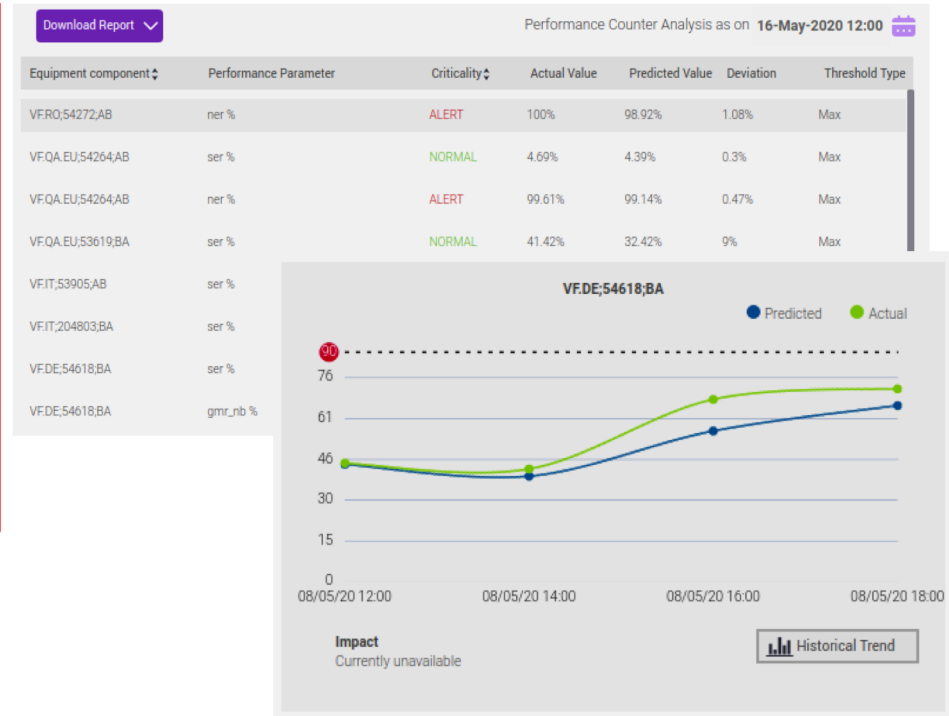 Download Report
Performance Counter Analysis as on 16-May-2020 12:00
Equipment component Performance Parameter Criticality Actual Value Predicted Value Deviation Threshold Type
VF.RO;54272;AB ner % ALERT 100% 98.92% 1.08% Max
VF.QA.EU;54264;AB ser % NORMAL 4.69% 4.39% 0.3% Max
VF.QA.EU;54264;AB ner % ALERT 99.61% 99.14% 0.47% Max
VF.QA.EU;53619;BA ser % NORMAL 41.42% 32.42% 9% Max
VF.IT;53905;AB ser %
VF.IT;204803;BA ser %
VF.DE;54618;BA ser %
VF.DE;54618;BA gmr_nb %
VF.DE;54618;BA
Predicted Actual
90
76
61
46
30
15
0
08/05/20 12:00 08/05/20 14:00 08/05/20 16:00 08/05/20 18:00
Impact
Currently unavailable
Historical Trend